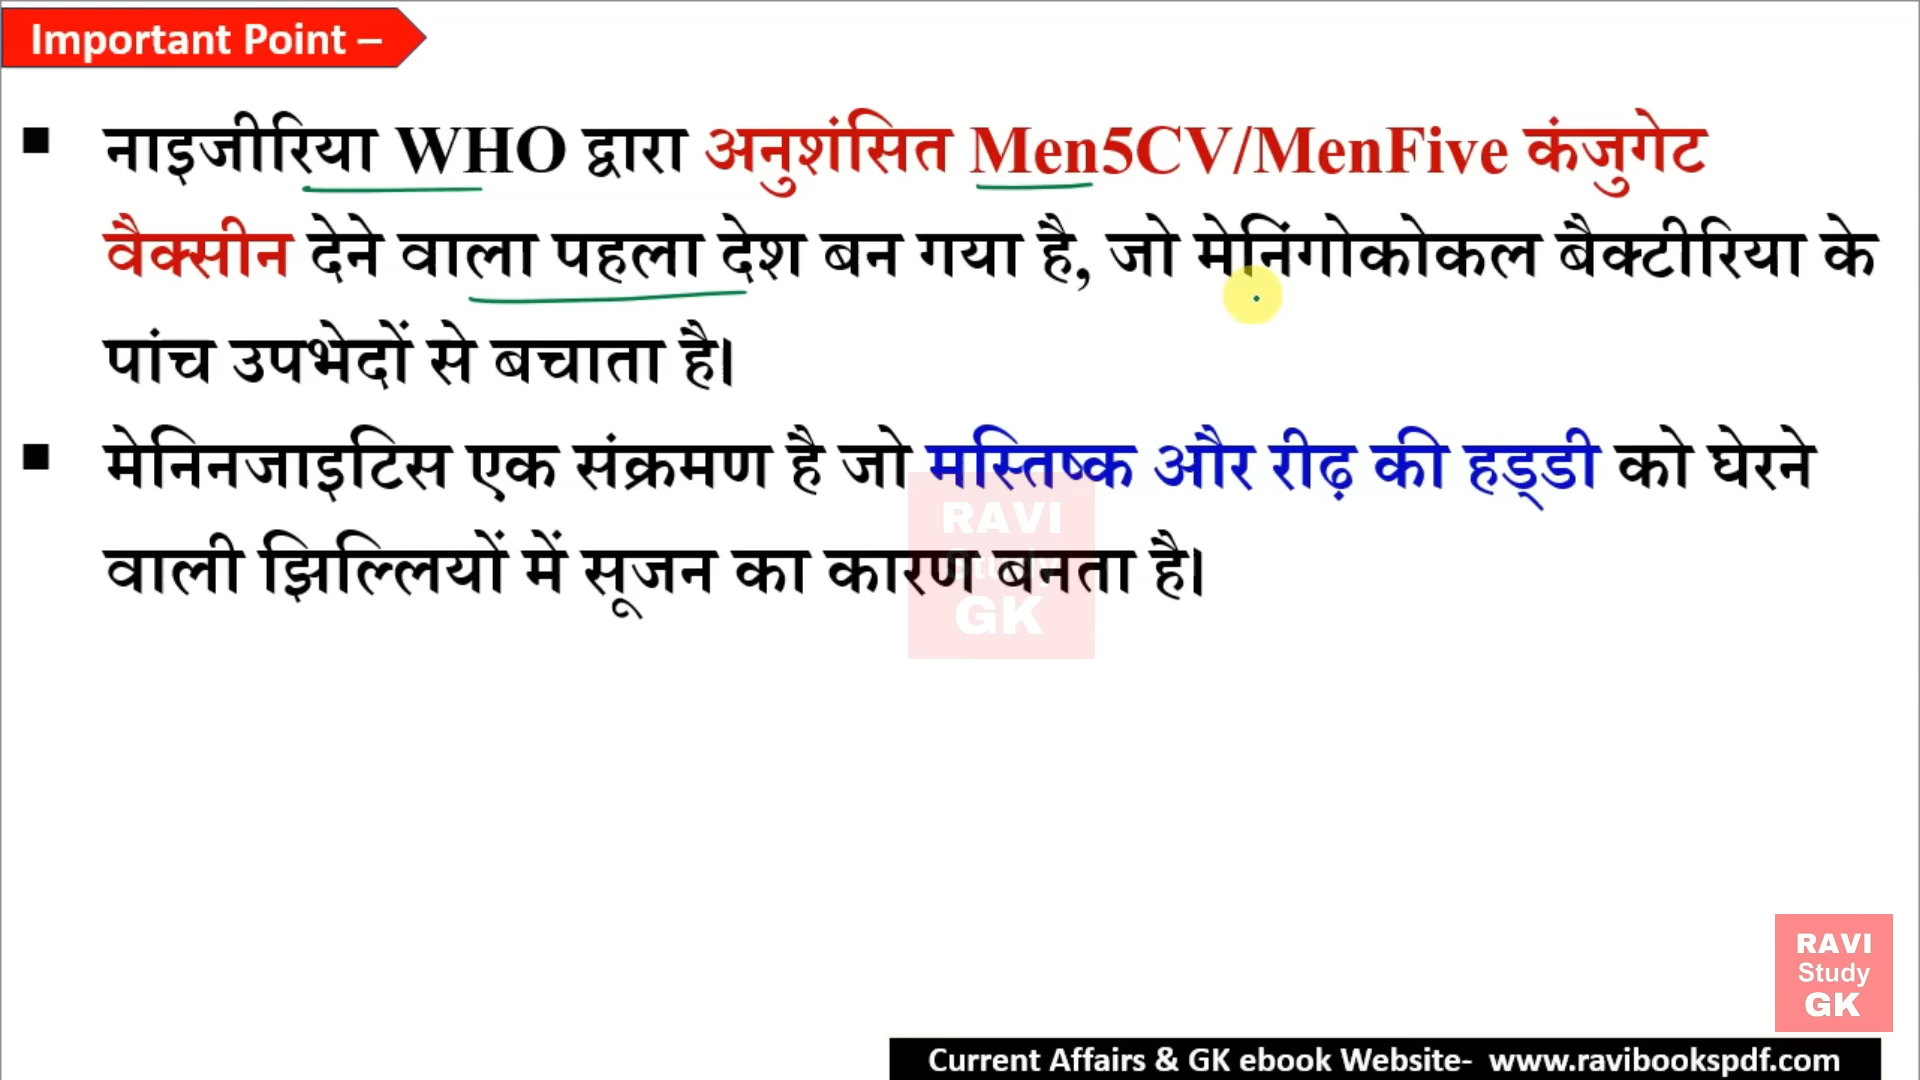 Important Point –
▪ नाइजीरिया WHO द्वारा अनुशंसित Men5CV/MenFive कंजुगेट
वैक्सीन देने वाला पहला देश बन गया है, जो मेनिंगोकोकल बैक्टीरिया के
पांच उपभेदों से बचाता है।
▪ मेनिनजाइटिस एक संक्रमण है जो मस्तिष्क और रीढ़ की हड्डी को घेरने
वाली झिल्लियों में सूजन का कारण बनता है।
RAVI
Study
GK
RAVI
Study
GK
Current Affairs & GK ebook Website- www.ravibookspdf.com